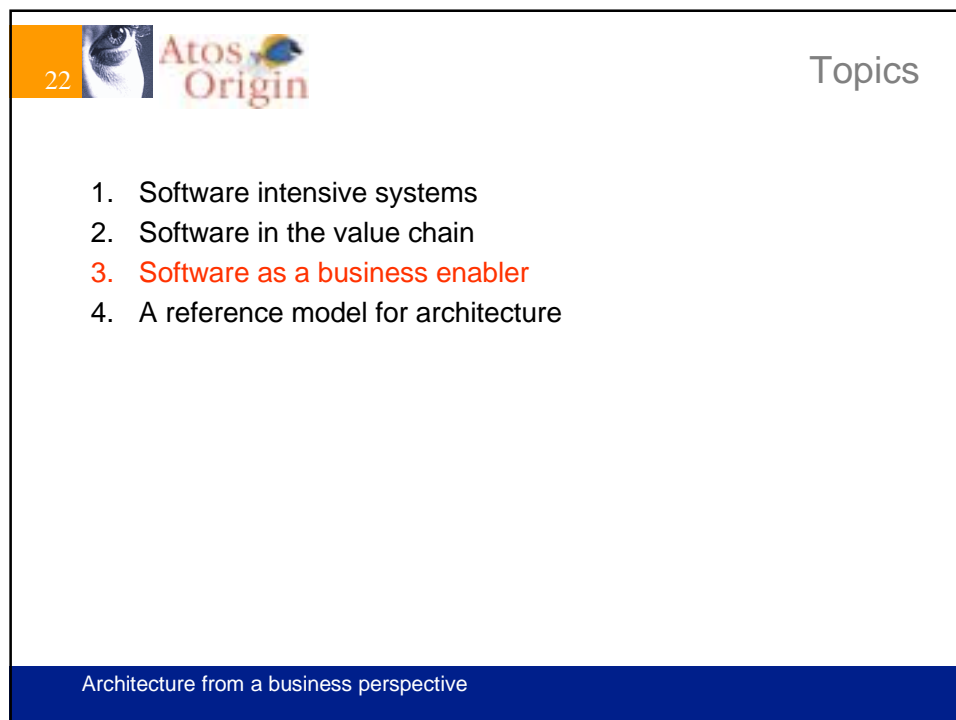 22
Atos
Origin
Topics
1. Software intensive systems
2. Software in the value chain
3. Software as a business enabler
4. A reference model for architecture
Architecture from a business perspective